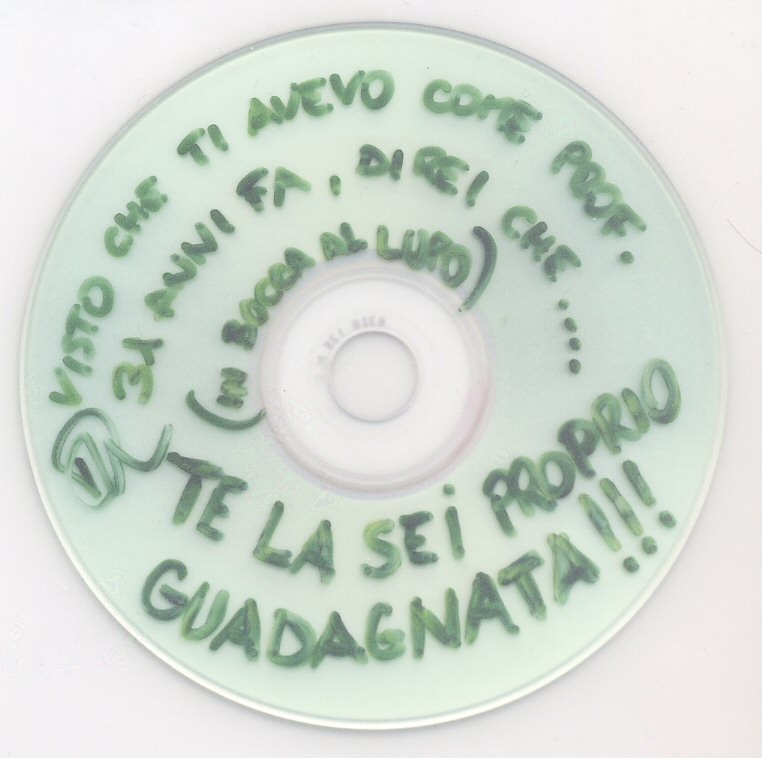 VISTO CHE TI AVEVO COME PROF.
31 ANNI FA, DIREI CHE....
(IN BOCCA AL LUPO)
TE LA SEI PROPRIO
GUADAGNATA!!!